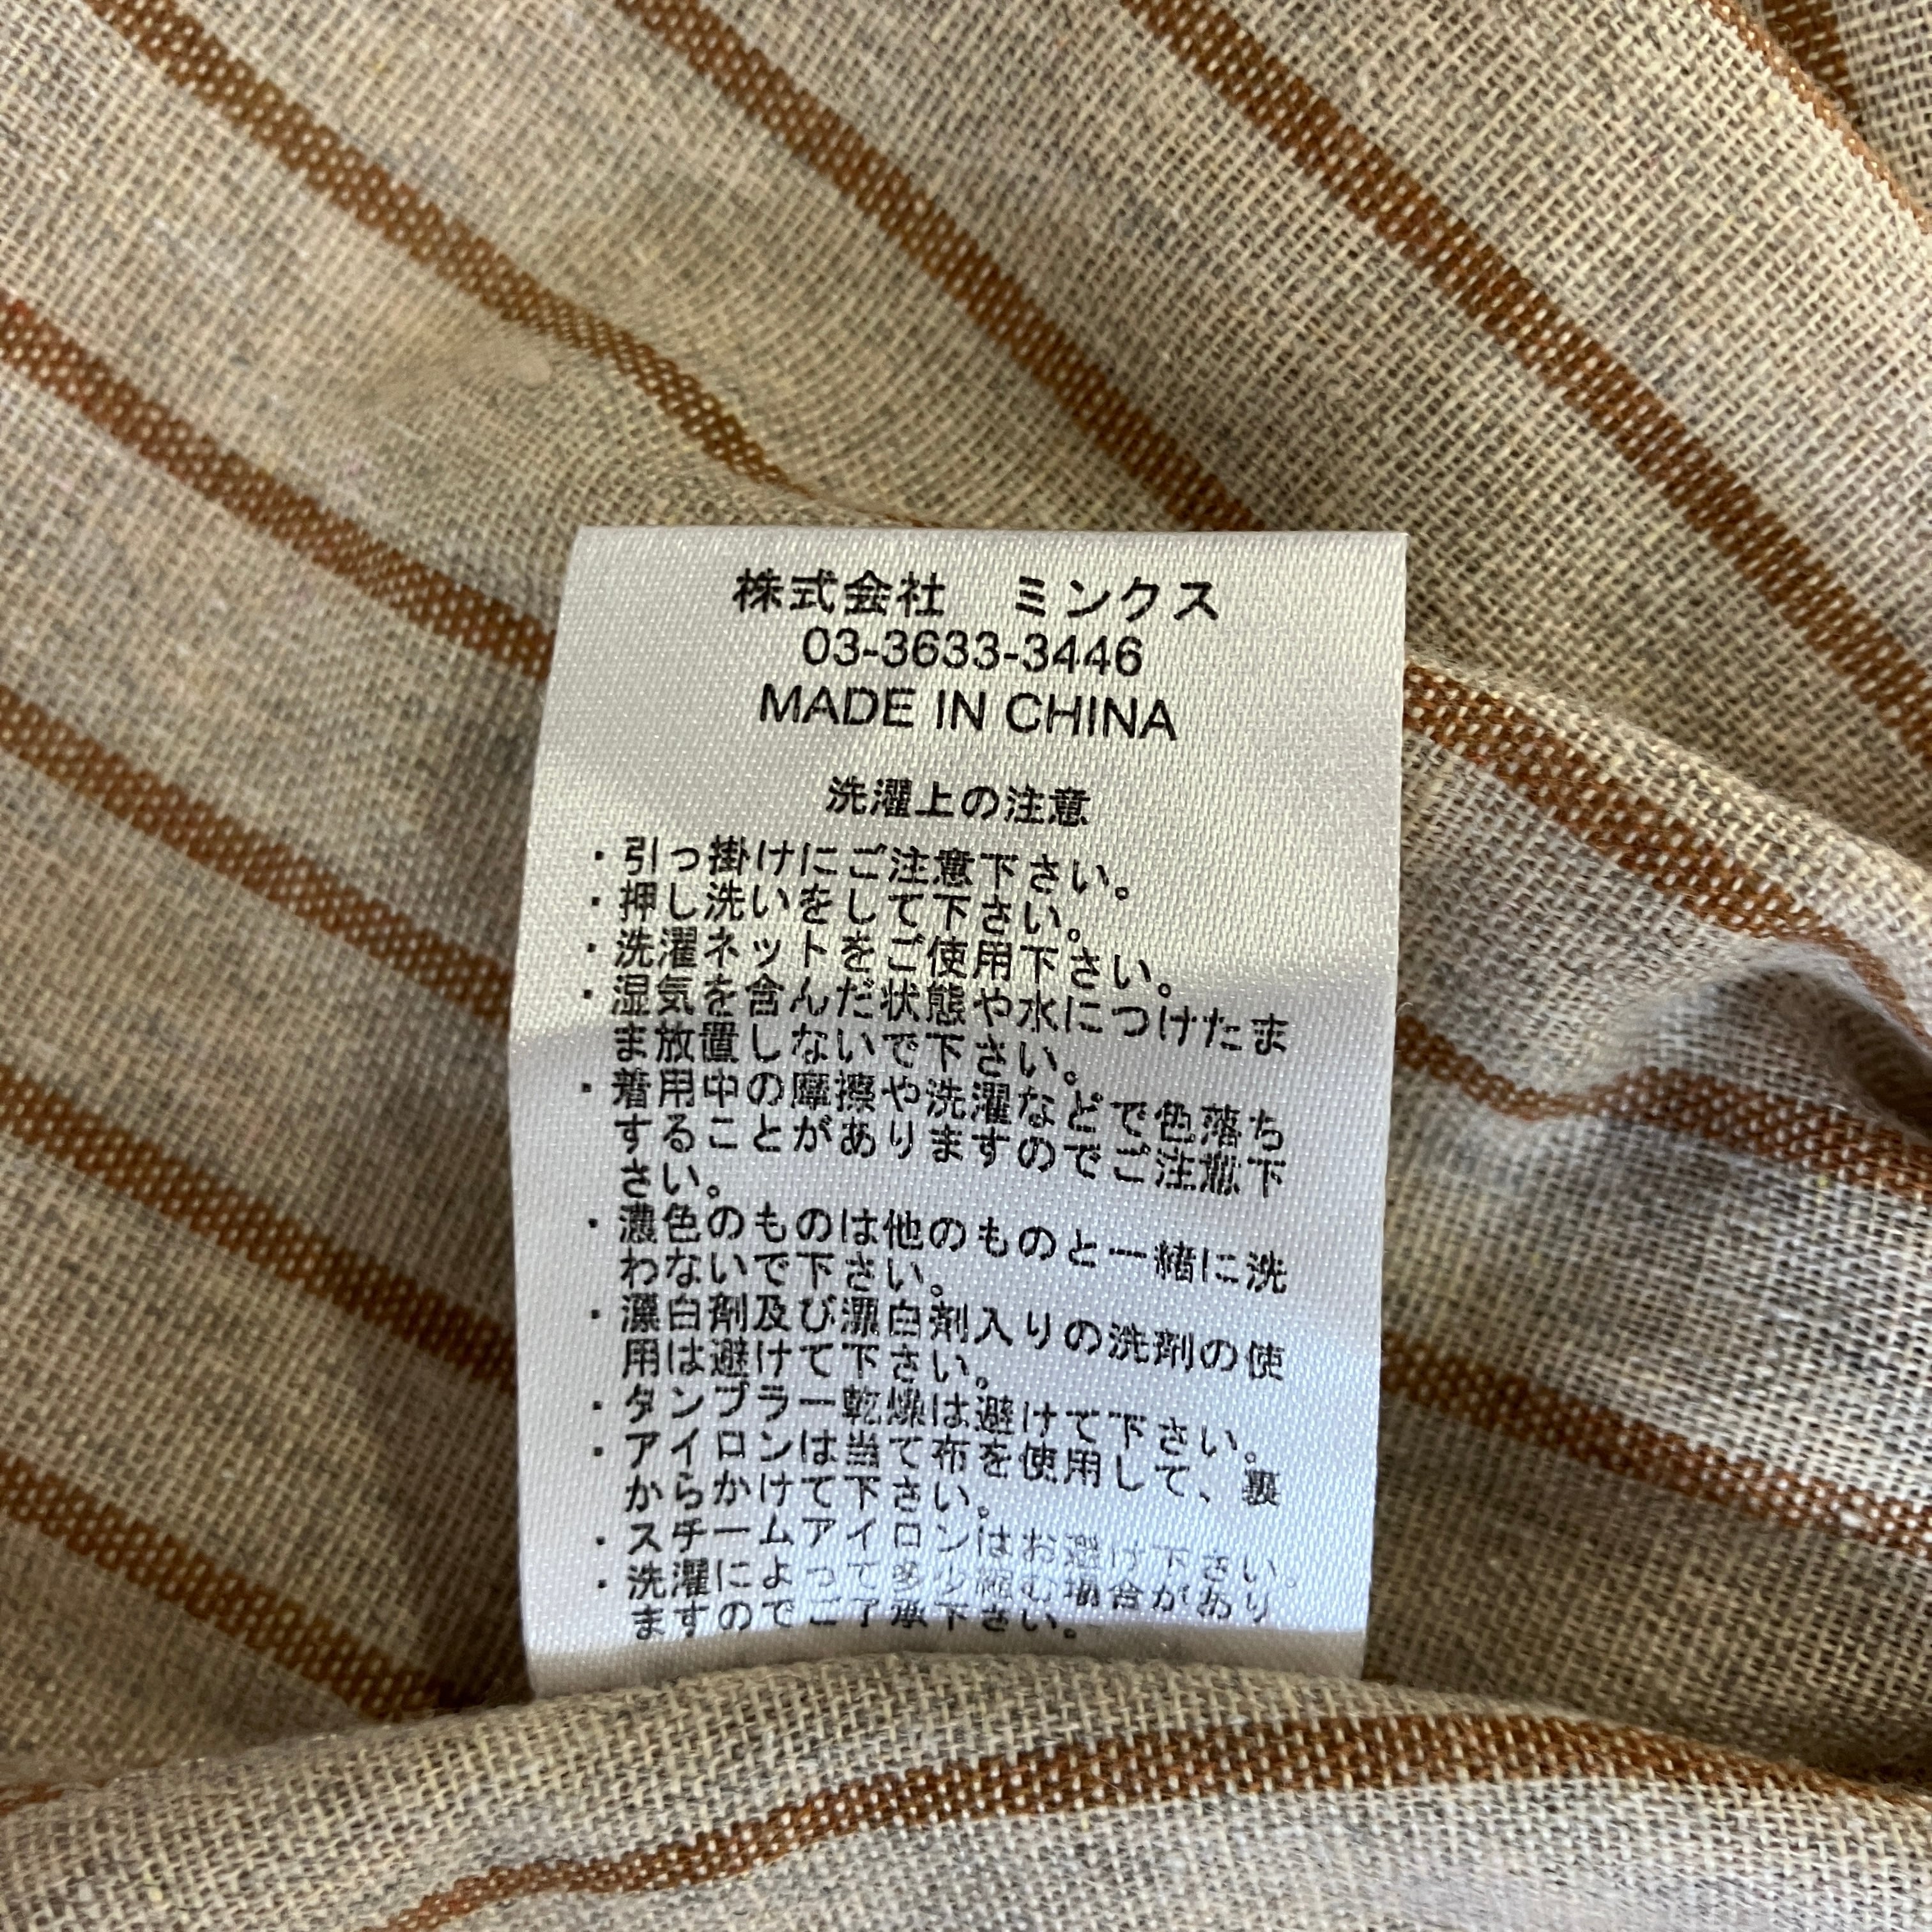 株式会社　ミンクス
03-3633-3446
MADE IN CHINA
洗濯上の注意
・引っ掛けにご注意下さい。
・押し洗いをして下さい。
・洗濯ネットをご使用下さい。
・湿気を含んだ状態や水につけたま
ま放置しないで下さい。
・着用中の摩擦や洗濯などで色落ち
することがありますのでご注意下
さい。
・濃色のものは他のものと一緒に洗
わないで下さい。
・漂白剤及び漂白剤入りの洗剤の使
用は避けて下さい。
・タンブラー乾燥は避けて下さい。
・アイロンは当て布を使用して、裏
からかけて下さい。
・スチームアイロンはお避け下さい。
・洗濯によって多少縮む場合があり
ますのでご了承下さい。